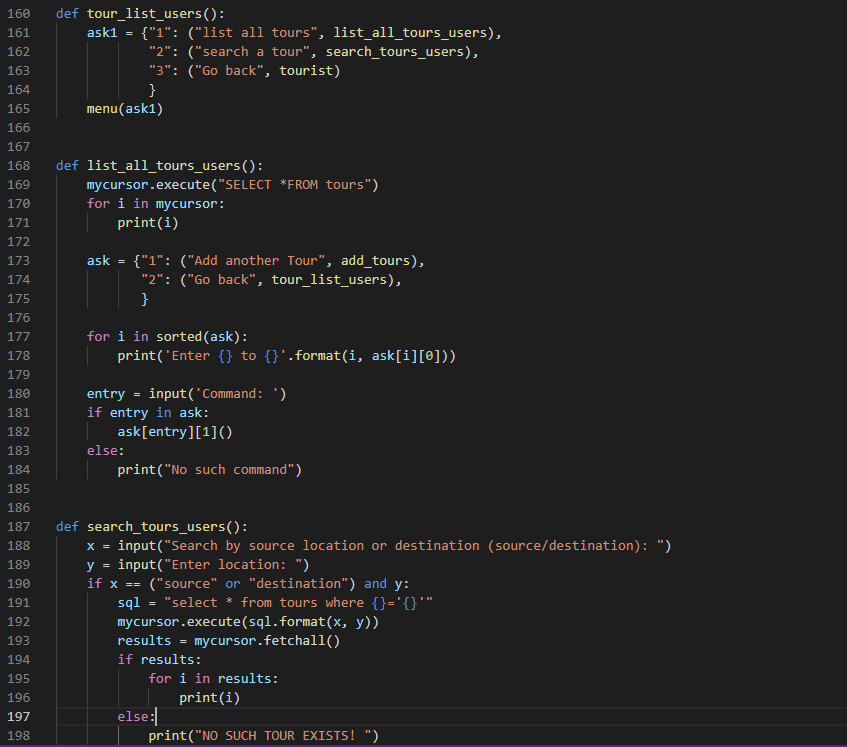 160 def tour_list_users():
161     ask1 = {"1": ("list all tours", list_all_tours_users),
162             "2": ("search a tour", search_tours_users),
163             "3": ("Go back", tourist)
164             }
165     menu(ask1)
166
167
168 def list_all_tours_users():
169     mycursor.execute("SELECT *FROM tours")
170     for i in mycursor:
171         print(i)
172
173     ask = {"1": ("Add another Tour", add_tours),
174            "2": ("Go back", tour_list_users),
175            }
176
177     for i in sorted(ask):
178         print('Enter {} to {}'.format(i, ask[i][0]))
179
180     entry = input('Command: ')
181     if entry in ask:
182         ask[entry][1]()
183     else:
184         print("No such command")
185
186
187 def search_tours_users():
188     x = input("Search by source location or destination (source/destination): ")
189     y = input("Enter location: ")
190     if x == ("source" or "destination") and y:
191         sql = "select * from tours where {}='{}'"
192         mycursor.execute(sql.format(x, y))
193         results = mycursor.fetchall()
194         if results:
195             for i in results:
196                 print(i)
197         else:
198             print("NO SUCH TOUR EXISTS! ")